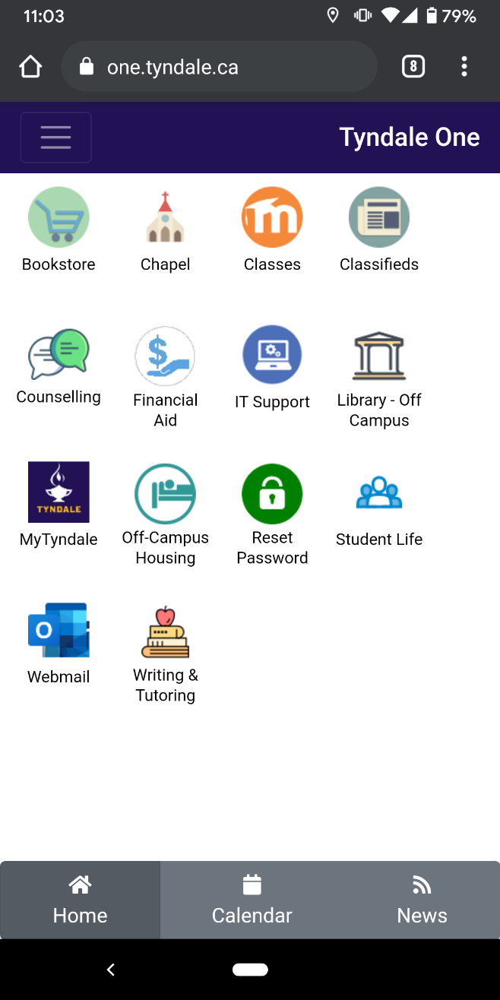 11:03
79%
one.tyndale.ca
8
Tyndale One
Bookstore
Chapel
Classes
Classifieds
Counselling
Financial
Aid
IT Support
Library - Off
Campus
TYNDALE
MyTyndale
Off-Campus
Housing
Reset
Password
Student Life
O
Webmail
Writing &
Tutoring
Home
Calendar
News